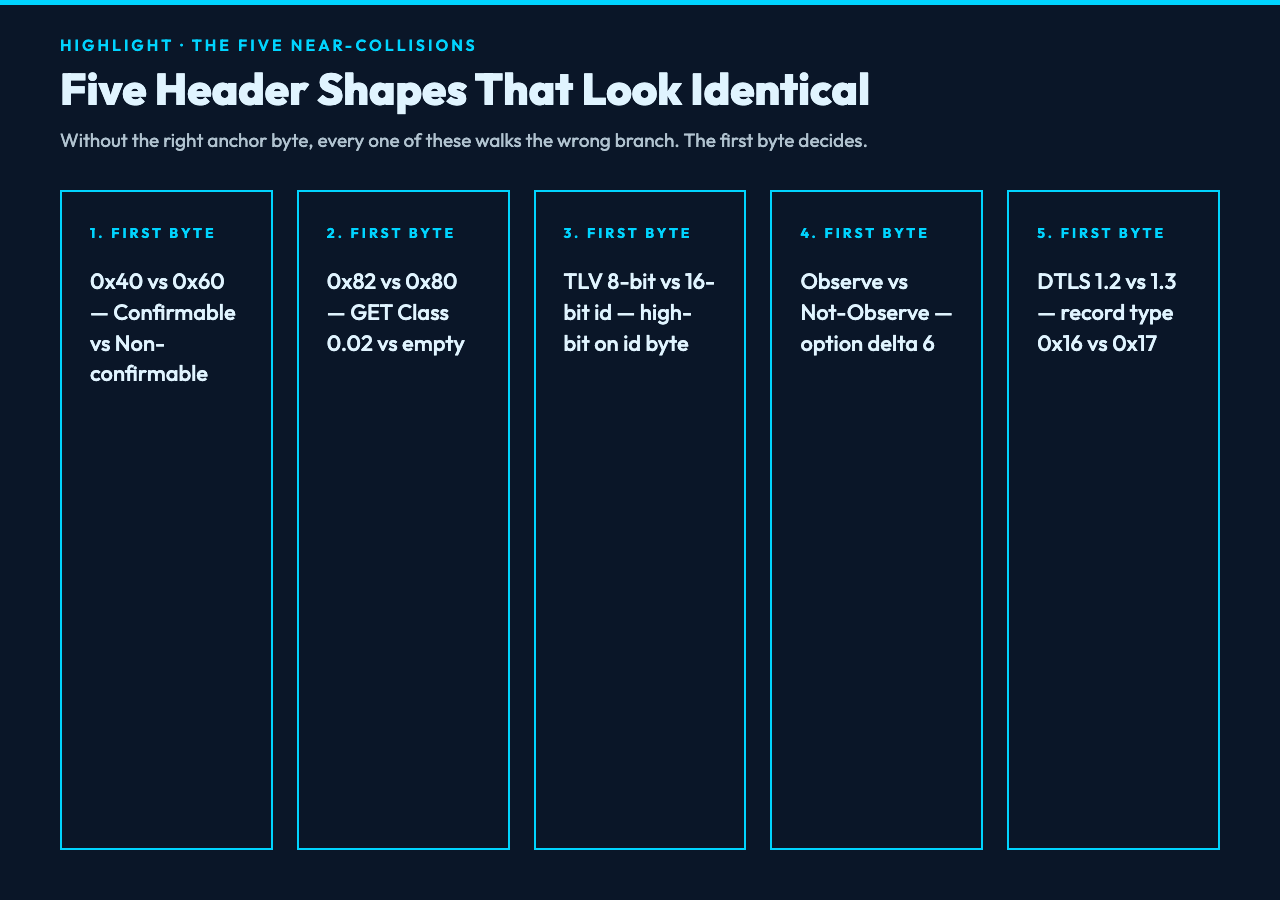 HIGHLIGHT · THE FIVE NEAR-COLLISIONS
Five Header Shapes That Look Identical
Without the right anchor byte, every one of these walks the wrong branch. The first byte decides.
1. FIRST BYTE
0x40 vs 0x60
— Confirmable
vs Non-
confirmable
2. FIRST BYTE
0x82 vs 0x80
— GET Class
0.02 vs empty
3. FIRST BYTE
TLV 8-bit vs 16-
bit id — high-
bit on id byte
4. FIRST BYTE
Observe vs
Not-Observe —
option delta 6
5. FIRST BYTE
DTLS 1.2 vs 1.3
— record type
0x16 vs 0x17